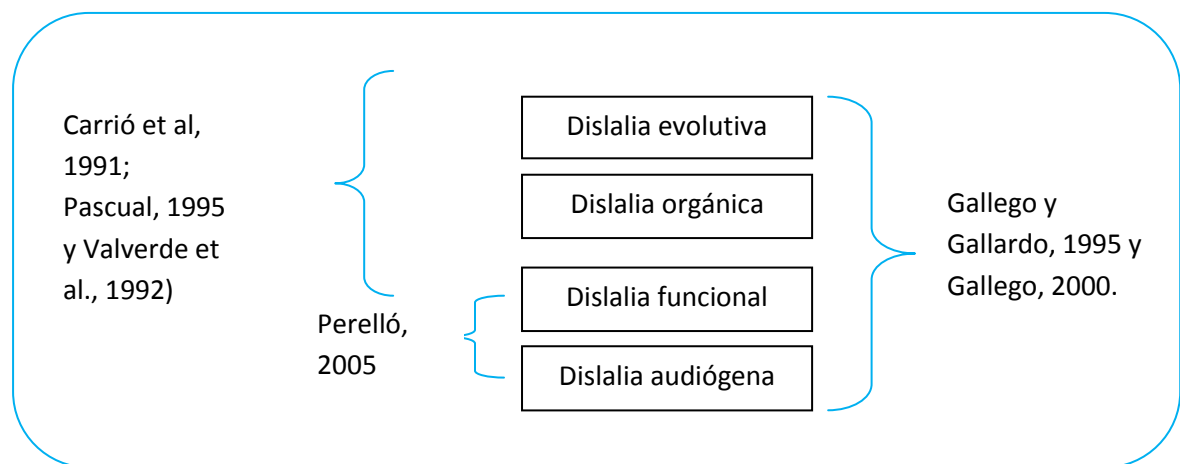 Carrió et al,
1991;
Pascual, 1995
y Valverde et
al., 1992)
Perelló,
2005
Dislalia evolutiva
Dislalia orgánica
Dislalia funcional
Dislalia audiógena
Gallego y
Gallardo, 1995 y
Gallego, 2000.